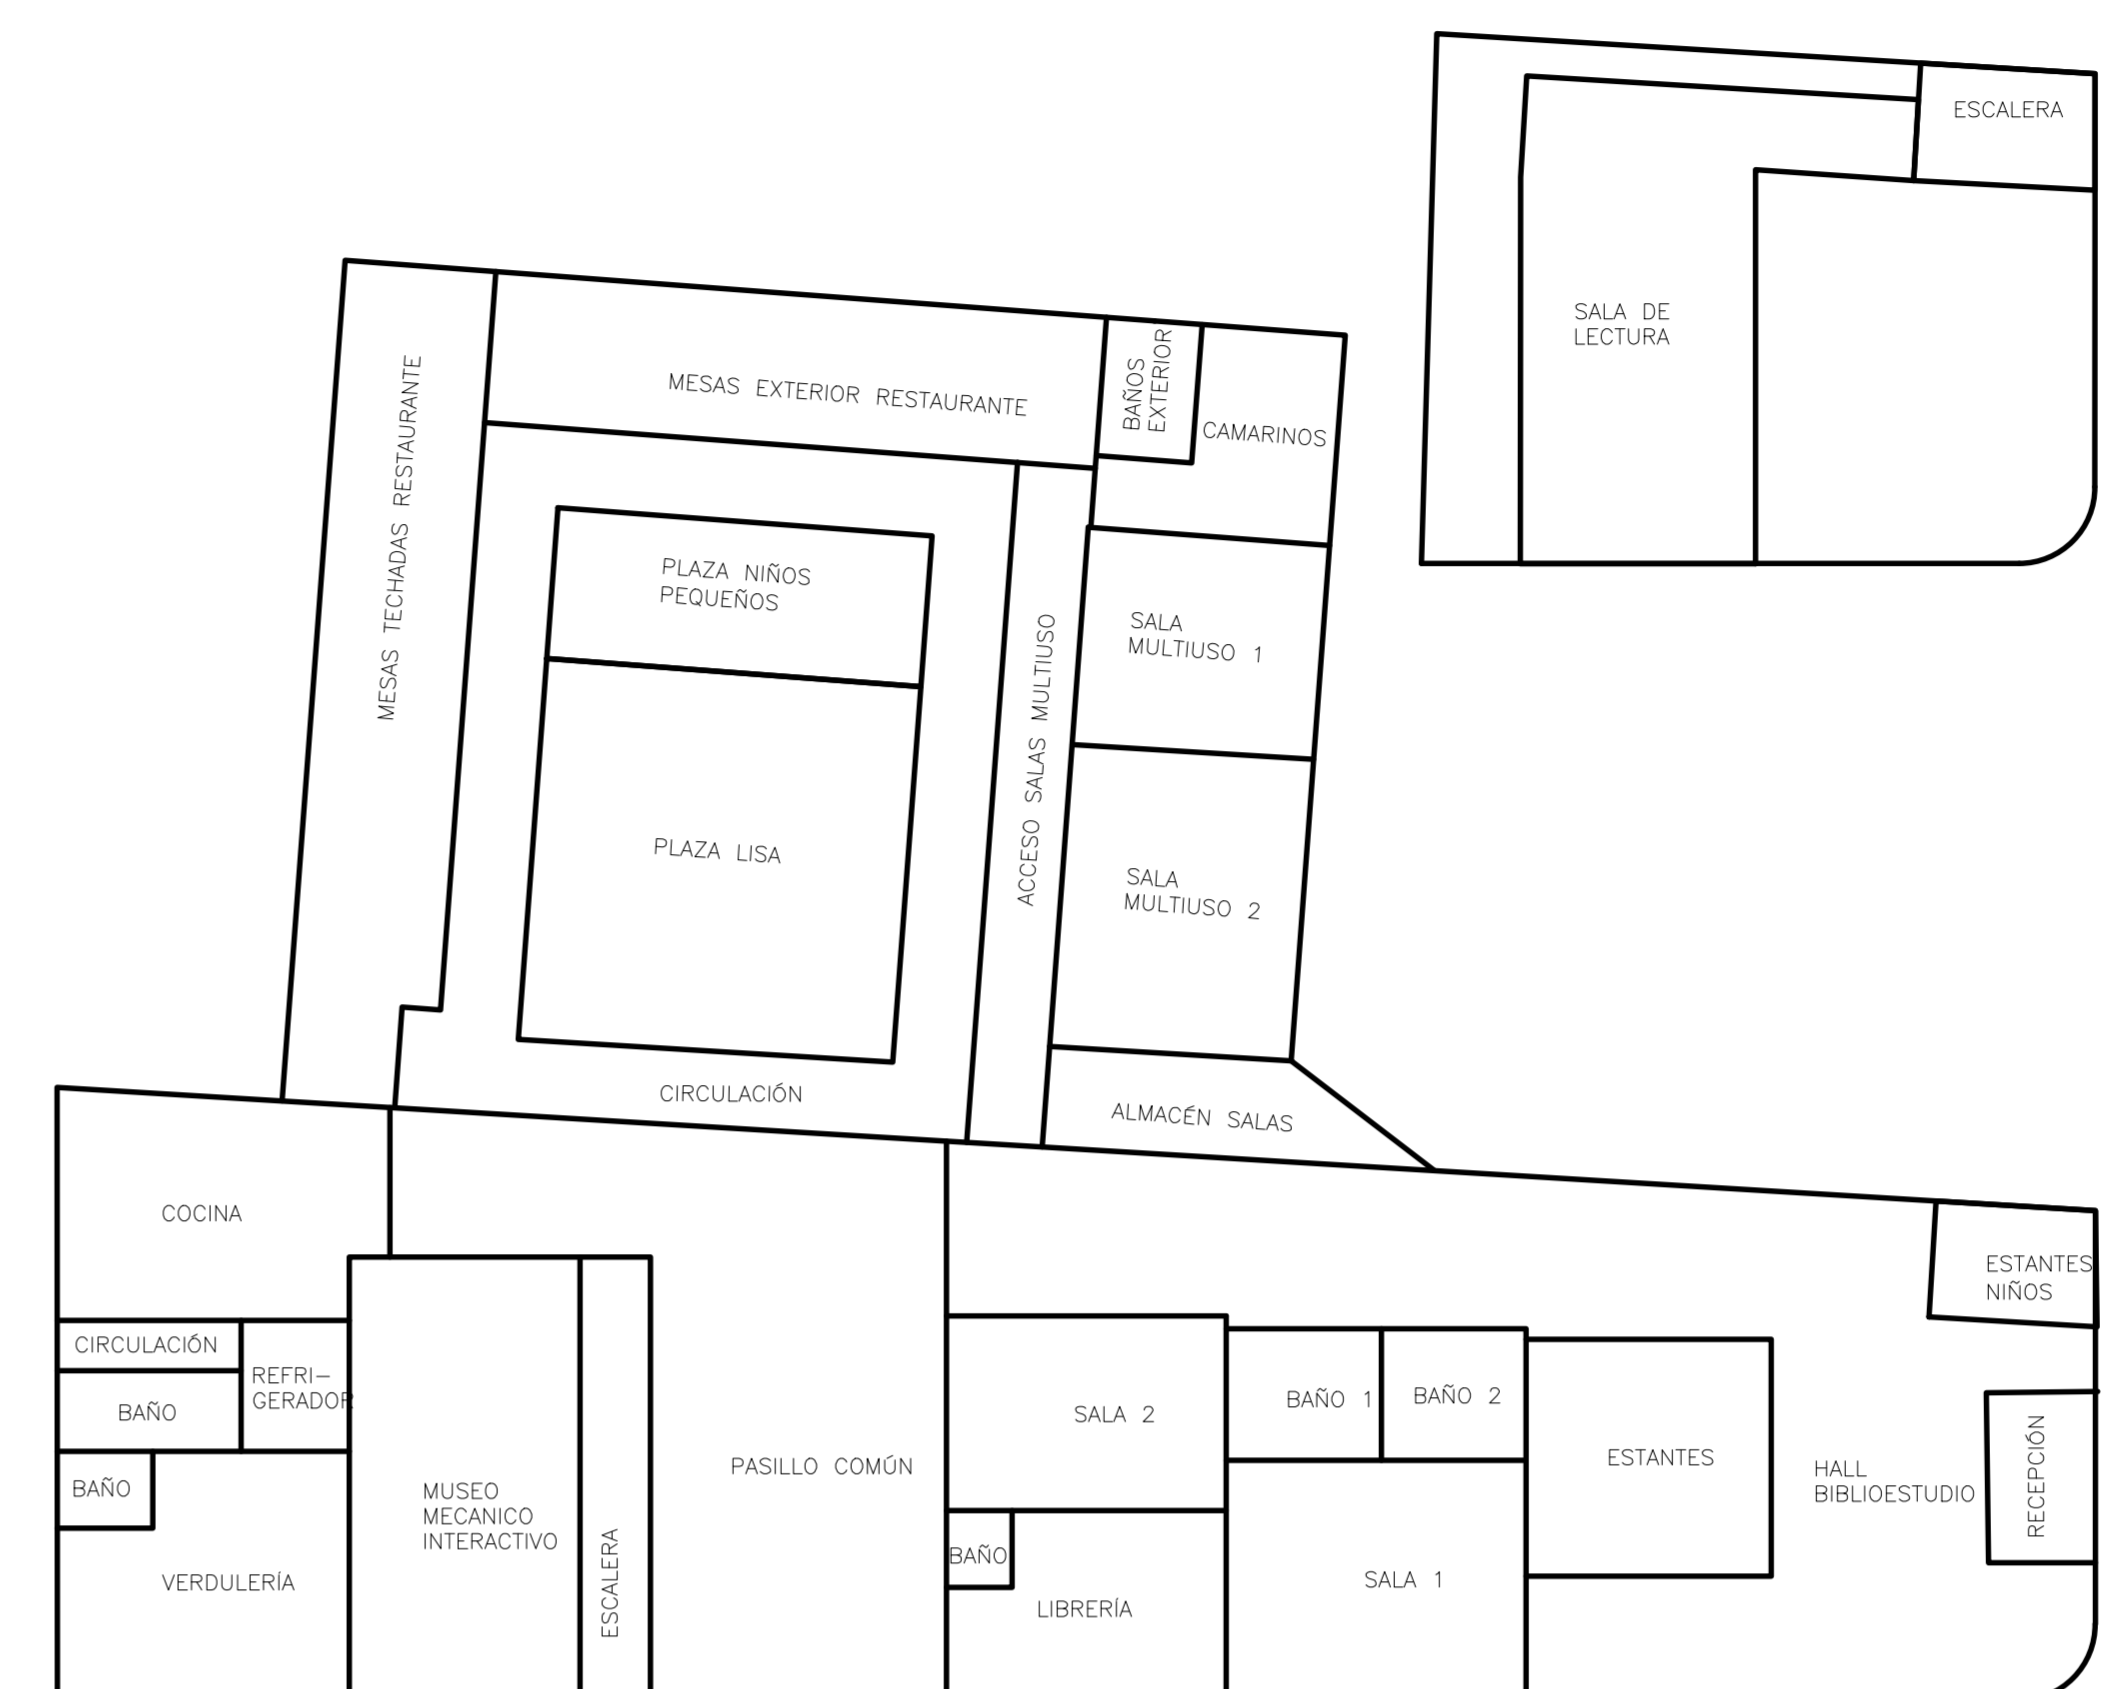 ESCALERA
SALA DE
LECTURA
MESAS TECHADAS RESTAURANTE
MESAS EXTERIOR RESTAURANTE
BAÑOS
EXTERIOR
CAMARINOS
PLAZA NIÑOS
PEQUEÑOS
PLAZA LISA
ACCESO SALAS MULTIUSO
SALA
MULTIUSO 1
SALA
MULTIUSO 2
CIRCULACIÓN
ALMACÉN SALAS
COCINA
CIRCULACIÓN
REFRI-
GERADOR
BAÑO
BAÑO
VERDULERÍA
MUSEO
MECANICO
INTERACTIVO
ESCALERA
PASILLO COMÚN
SALA 2
BAÑO
LIBRERÍA
BAÑO 1
BAÑO 2
SALA 1
ESTANTES
HALL
BIBLIOESTUDIO
ESTANTES
NIÑOS
RECEPCIÓN